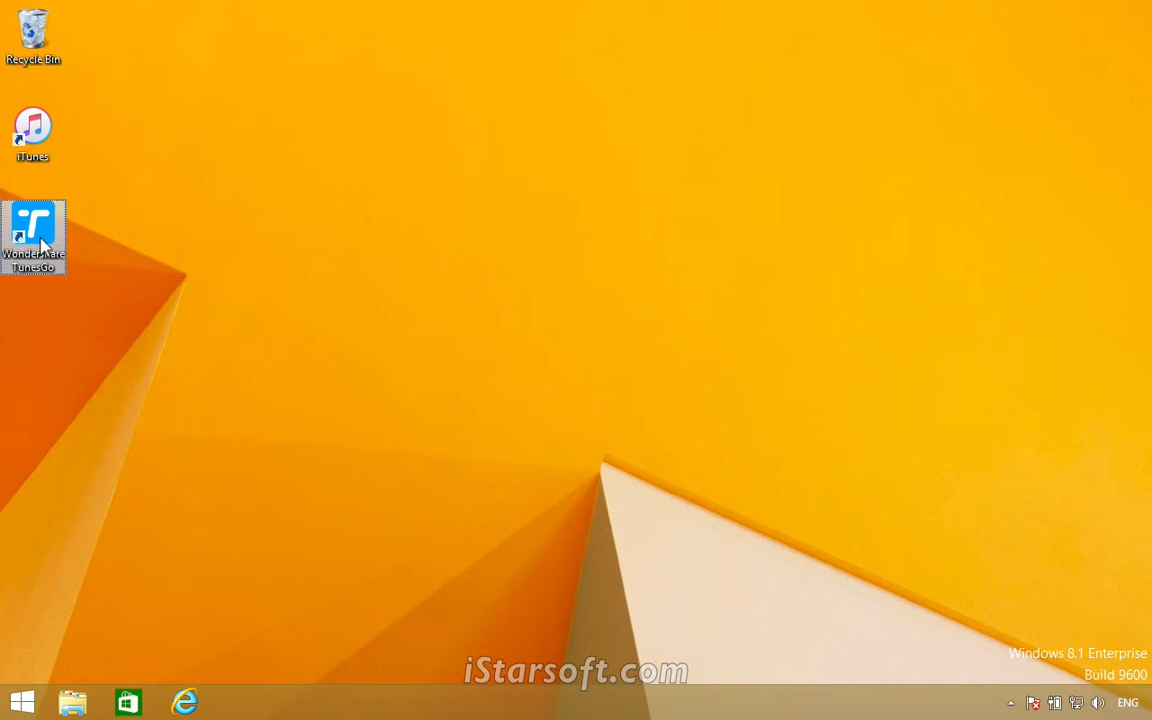 Recycle Bin
iTunes
Wondershare
TunesGo
iStarsoft.com
Windows 8.1 Enterprise
Build 9600
ENG